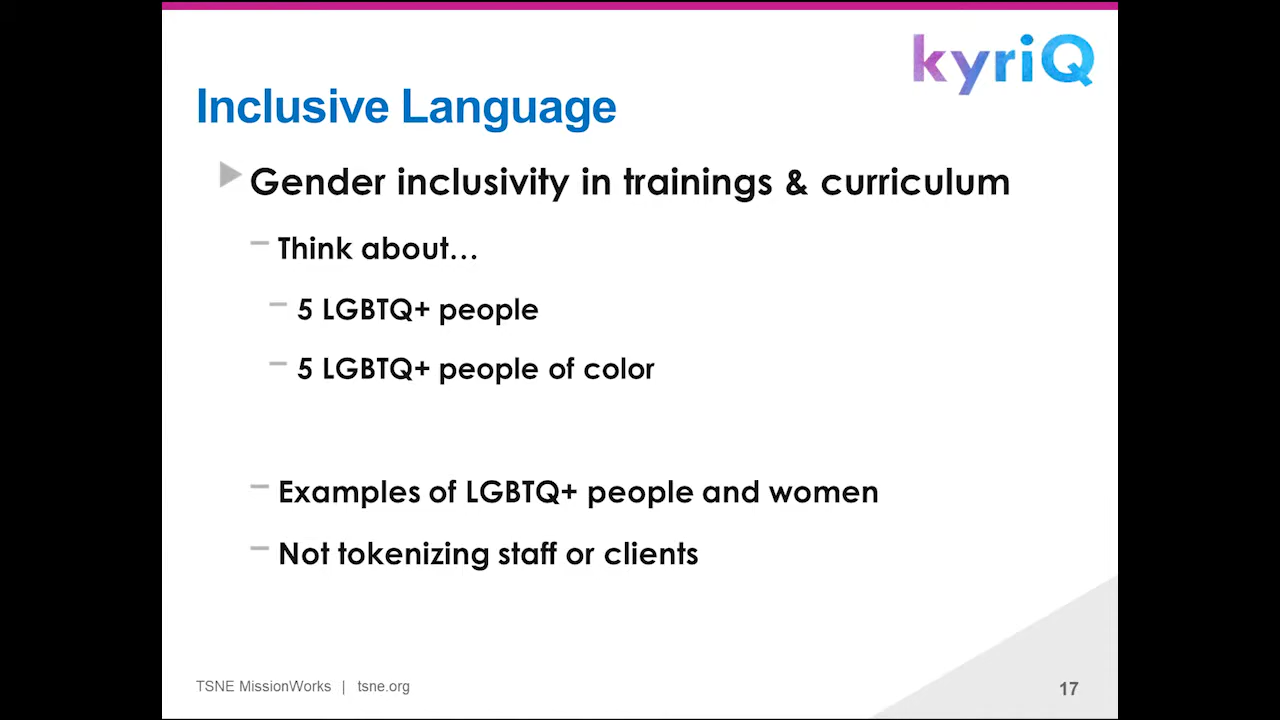 kyriQ
Inclusive Language
Gender inclusivity in trainings & curriculum
Think about…
5 LGBTQ+ people
5 LGBTQ+ people of color
Examples of LGBTQ+ people and women
Not tokenizing staff or clients
TSNE MissionWorks | tsne.org
17